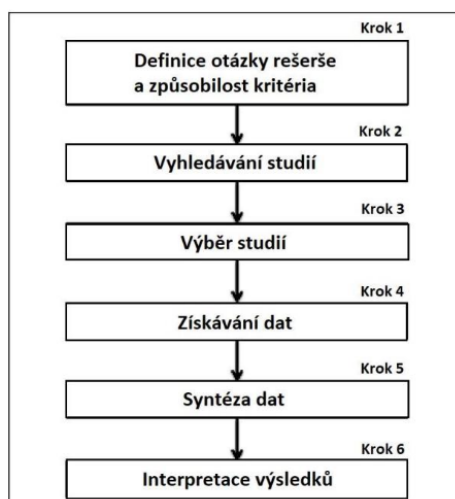 Krok 1
Definice otázky rešerše
a způsobilost kritéria
Krok 2
Vyhledávání studií
Krok 3
Výběr studií
Krok 4
Získávání dat
Krok 5
Syntéza dat
Krok 6
Interpretace výsledků